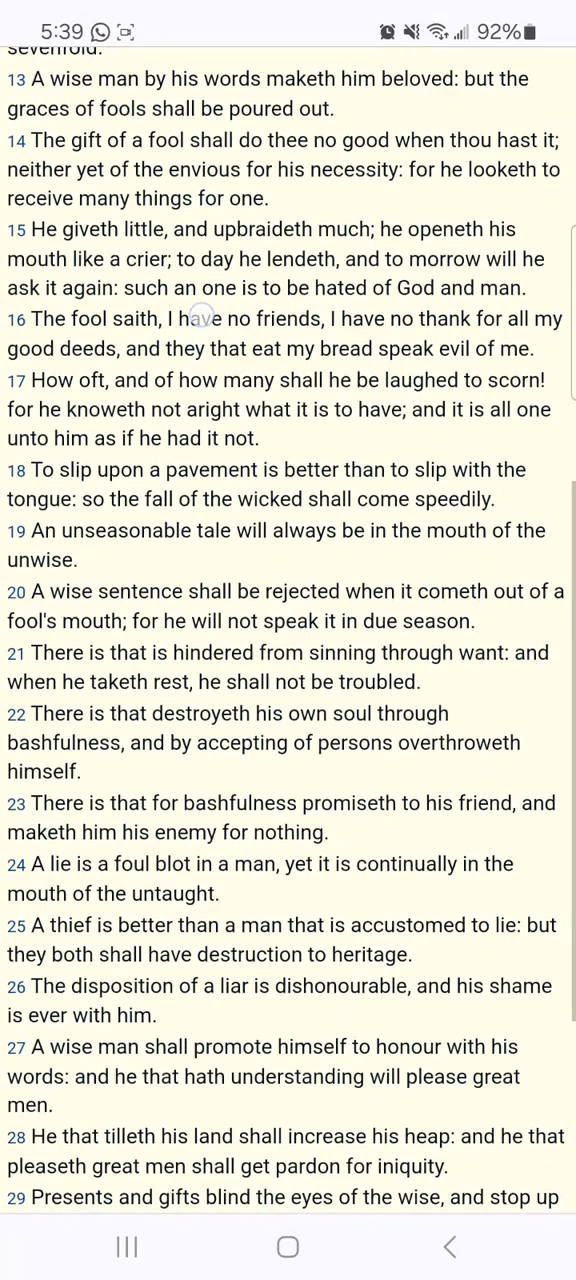 5:39 92%
sevenfold.
13 A wise man by his words maketh him beloved: but the
graces of fools shall be poured out.
14 The gift of a fool shall do thee no good when thou hast it;
neither yet of the envious for his necessity: for he looketh to
receive many things for one.
15 He giveth little, and upbraideth much; he openeth his
mouth like a crier; to day he lendeth, and to morrow will he
ask it again: such an one is to be hated of God and man.
16 The fool saith, I have no friends, I have no thank for all my
good deeds, and they that eat my bread speak evil of me.
17 How oft, and of how many shall he be laughed to scorn!
for he knoweth not aright what it is to have; and it is all one
unto him as if he had it not.
18 To slip upon a pavement is better than to slip with the
tongue: so the fall of the wicked shall come speedily.
19 An unseasonable tale will always be in the mouth of the
unwise.
20 A wise sentence shall be rejected when it cometh out of a
fool's mouth; for he will not speak it in due season.
21 There is that is hindered from sinning through want: and
when he taketh rest, he shall not be troubled.
22 There is that destroyeth his own soul through
bashfulness, and by accepting of persons overthroweth
himself.
23 There is that for bashfulness promiseth to his friend, and
maketh him his enemy for nothing.
24 A lie is a foul blot in a man, yet it is continually in the
mouth of the untaught.
25 A thief is better than a man that is accustomed to lie: but
they both shall have destruction to heritage.
26 The disposition of a liar is dishonourable, and his shame
is ever with him.
27 A wise man shall promote himself to honour with his
words: and he that hath understanding will please great
men.
28 He that tilleth his land shall increase his heap: and he that
pleaseth great men shall get pardon for iniquity.
29 Presents and gifts blind the eyes of the wise, and stop up